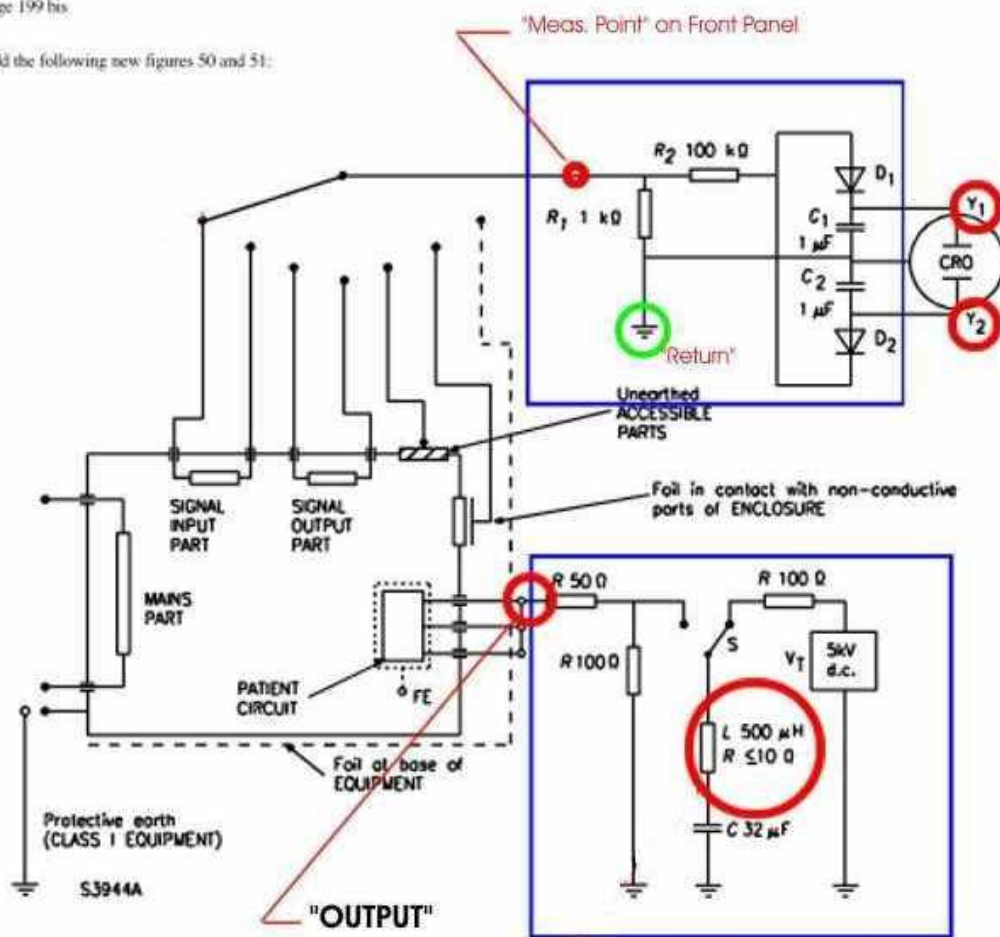 ge 199 bis
"Meas. Point" on Front Panel
d the following new figures 50 and 51:
R2 100 kΩ
D1
R1 1 kΩ
C1
1 µF
Y1
CRO
C2
1 µF
Y2
D2
"Return"
Unearthed
ACCESSIBLE
PARTS
Foil in contact with non-conductive
parts of ENCLOSURE
SIGNAL
INPUT
PART
SIGNAL
OUTPUT
PART
MAINS
PART
R 50 Ω
R 100 Ω
S
R 100 Ω
VT
5kV
d.c.
PATIENT
CIRCUIT
FE
L 500 µH
R ≤10 Ω
Foil at base of
EQUIPMENT
C 32 µF
Protective earth
(CLASS I EQUIPMENT)
S3944A
"OUTPUT"